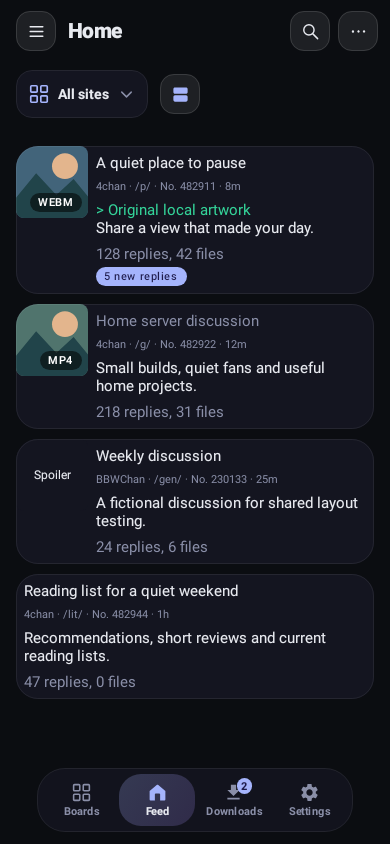 Home
All sites
WEBM
A quiet place to pause
4chan · /p/ · No. 482911 · 8m
> Original local artwork
Share a view that made your day.
128 replies, 42 files
5 new replies
MP4
Home server discussion
4chan · /g/ · No. 482922 · 12m
Small builds, quiet fans and useful
home projects.
218 replies, 31 files
Spoiler
Weekly discussion
BBWChan · /gen/ · No. 230133 · 25m
A fictional discussion for shared layout
testing.
24 replies, 6 files
Reading list for a quiet weekend
4chan · /lit/ · No. 482944 · 1h
Recommendations, short reviews and current
reading lists.
47 replies, 0 files
2
Boards
Feed
Downloads
Settings